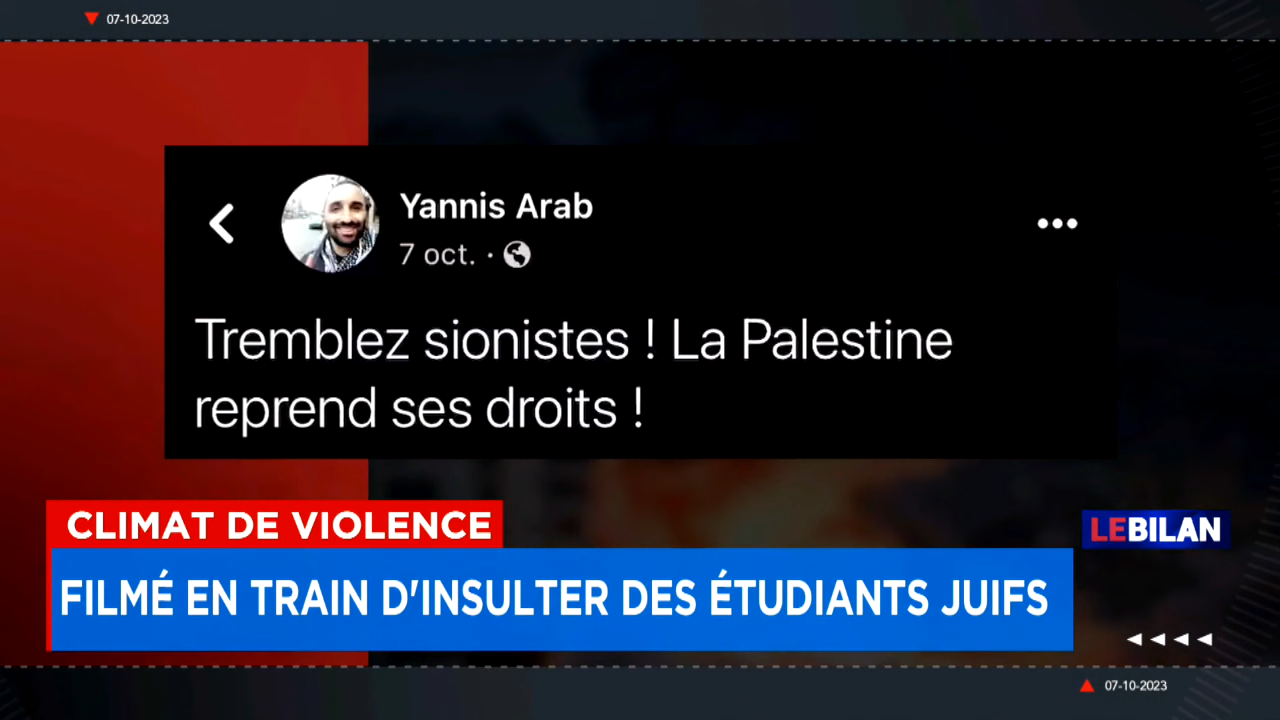 07-10-2023
Yannis Arab
7 oct. ·
Tremblez sionistes ! La Palestine
reprend ses droits !
CLIMAT DE VIOLENCE
LEBILAN
FILMÉ EN TRAIN D'INSULTER DES ÉTUDIANTS JUIFS
07-10-2023